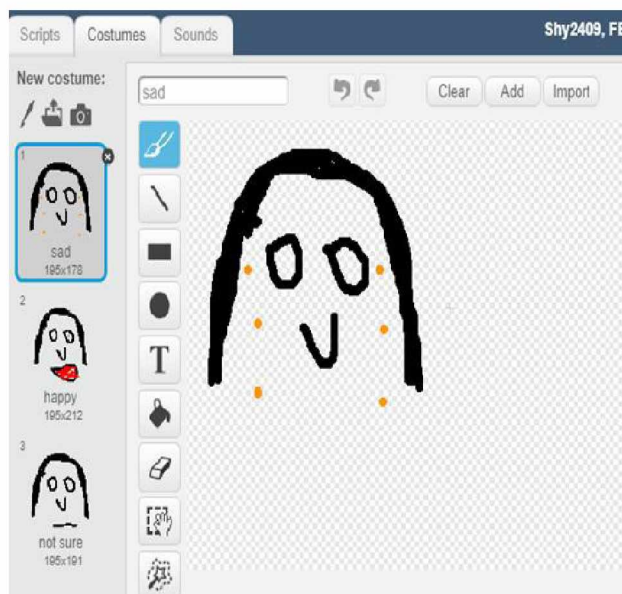 Scripts Costumes Sounds
Shy2409, FE
New costume:
sad
Clear Add Import
1
sad
195x178
T
2
happy
195x212
3
not sure
195x191